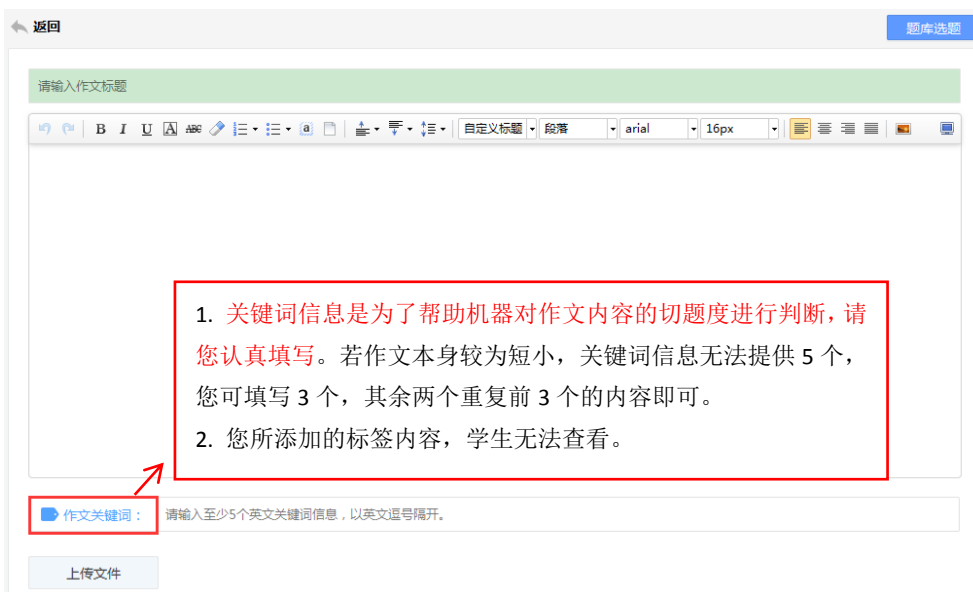 返回
题库选题
请输入作文标题
B I U A ABC a 自定义标题 段落 arial 16px
1. 关键词信息是为了帮助机器对作文内容的切题度进行判断，请
您认真填写。若作文本身较为短小，关键词信息无法提供 5 个，
您可填写 3 个，其余两个重复前 3 个的内容即可。
2. 您所添加的标签内容，学生无法查看。
作文关键词： 请输入至少5个英文关键词信息，以英文逗号隔开。
上传文件